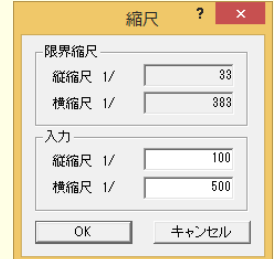 縮尺 ? ×
限界縮尺
縦縮尺 1/ 33
横縮尺 1/ 383
入力
縦縮尺 1/ 100
横縮尺 1/ 500
OK キャンセル